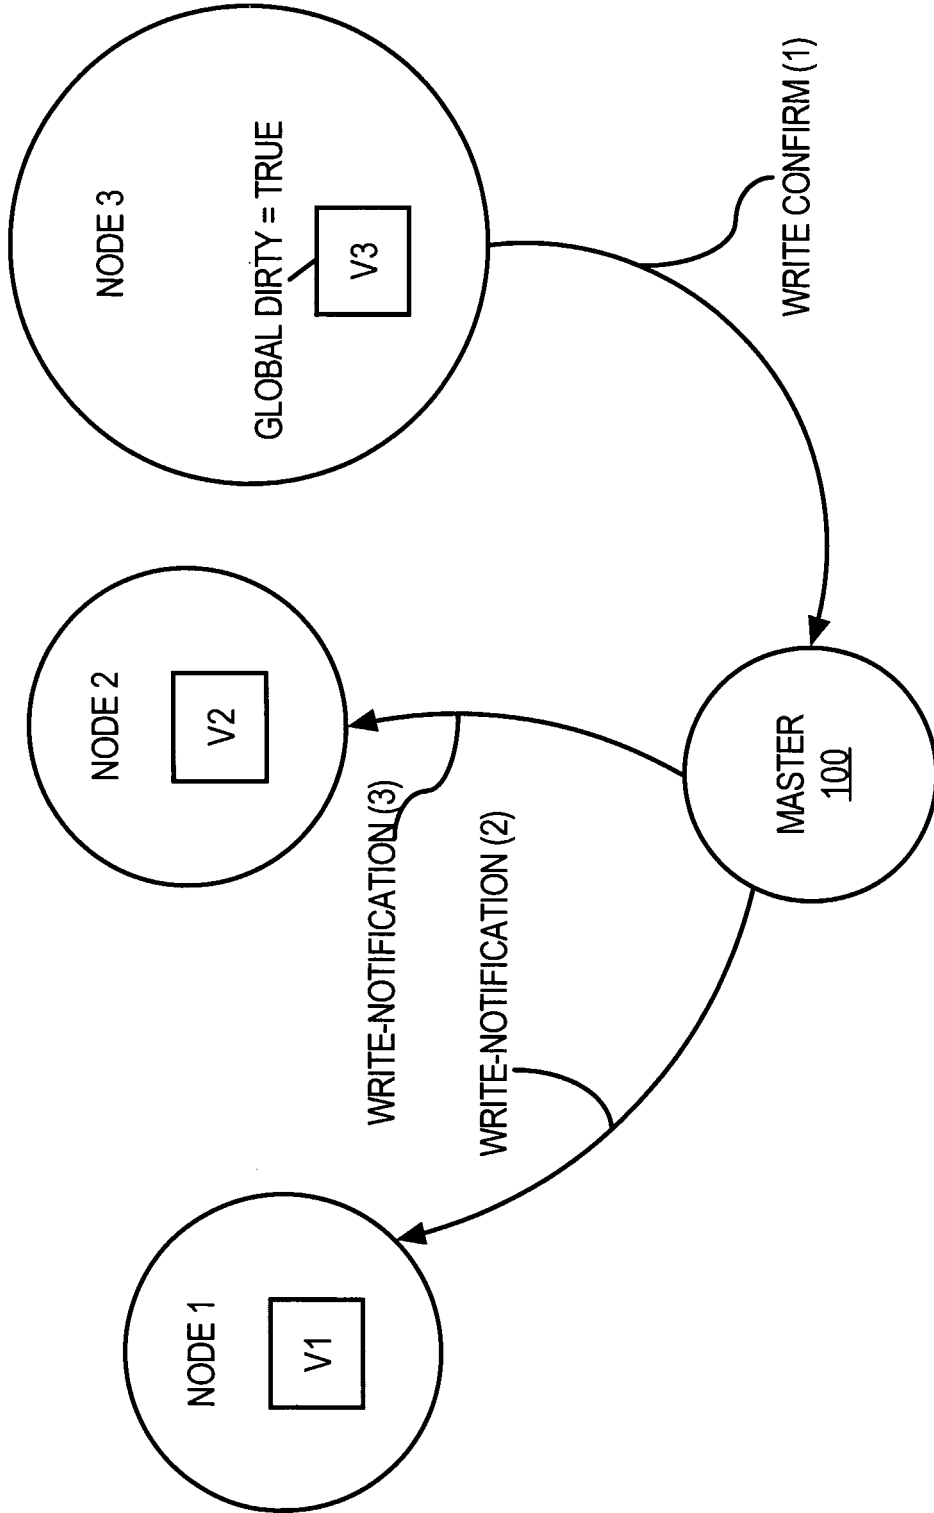 NODE 1
V1
NODE 2
V2
NODE 3
GLOBAL DIRTY = TRUE
V3
WRITE-NOTIFICATION (3)
WRITE-NOTIFICATION (2)
WRITE CONFIRM (1)
MASTER
100